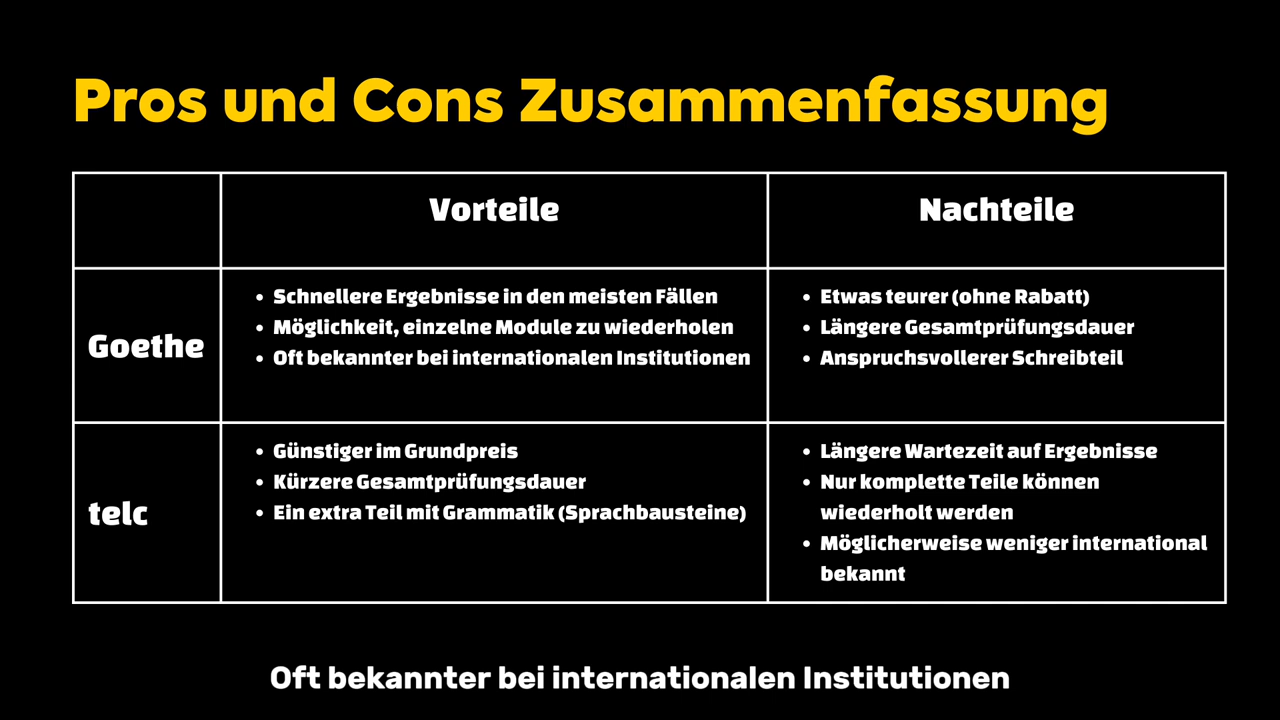 Pros und Cons Zusammenfassung
Vorteile
Nachteile
Goethe
Schnellere Ergebnisse in den meisten Fällen
Möglichkeit, einzelne Module zu wiederholen
Oft bekannter bei internationalen Institutionen
Etwas teurer (ohne Rabatt)
Längere Gesamtprüfungsdauer
Anspruchsvollerer Schreibteil
telc
Günstiger im Grundpreis
Kürzere Gesamtprüfungsdauer
Ein extra Teil mit Grammatik (Sprachbausteine)
Längere Wartezeit auf Ergebnisse
Nur komplette Teile können
wiederholt werden
Möglicherweise weniger international
bekannt
Oft bekannter bei internationalen Institutionen